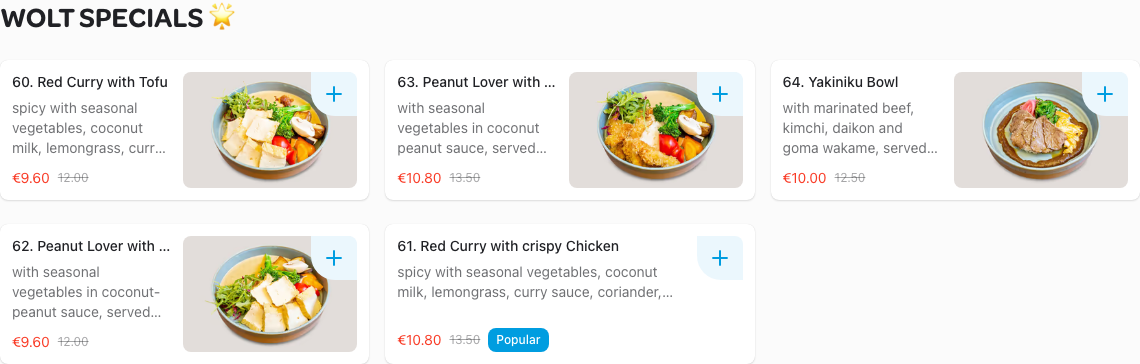 WOLT SPECIALS 🌟
60. Red Curry with Tofu
spicy with seasonal
vegetables, coconut
milk, lemongrass, curr...
€9.60 12.00
63. Peanut Lover with ...
with seasonal
vegetables in coconut
peanut sauce, served...
€10.80 13.50
64. Yakiniku Bowl
with marinated beef,
kimchi, daikon and
goma wakame, served...
€10.00 12.50
62. Peanut Lover with ...
with seasonal
vegetables in coconut-
peanut sauce, served...
€9.60 12.00
61. Red Curry with crispy Chicken
spicy with seasonal vegetables, coconut
milk, lemongrass, curry sauce, coriander,...
€10.80 13.50 Popular